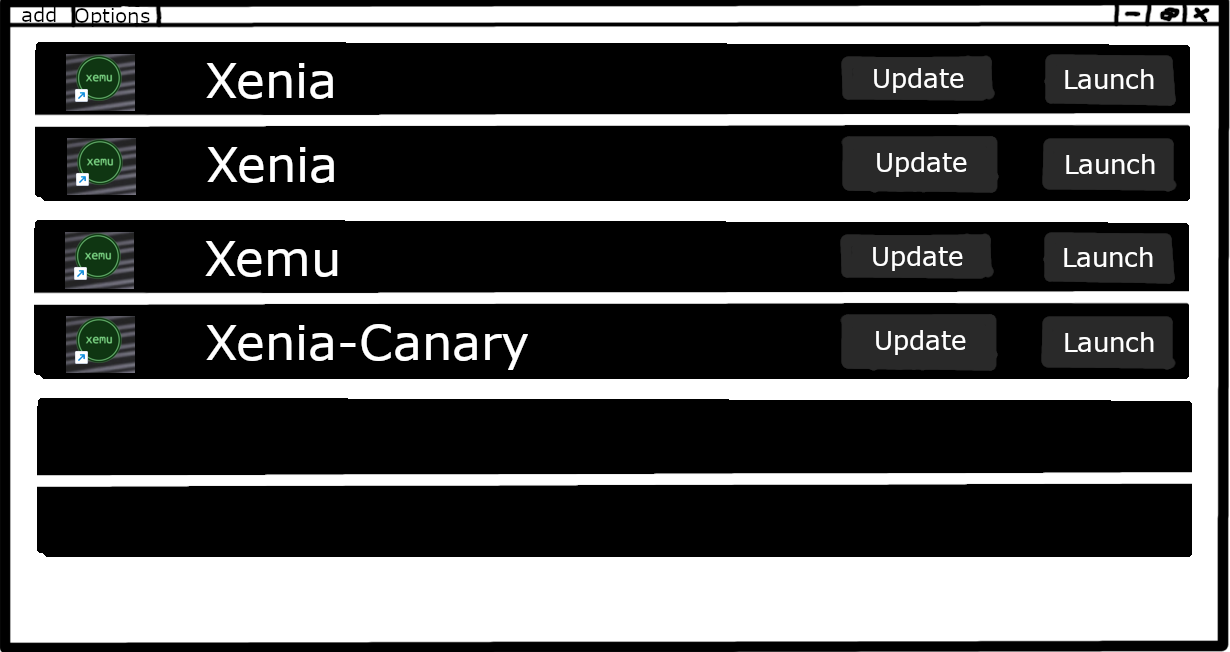 add Options
xemu Xenia Update Launch
xemu Xenia Update Launch
xemu Xemu Update Launch
xemu Xenia-Canary Update Launch